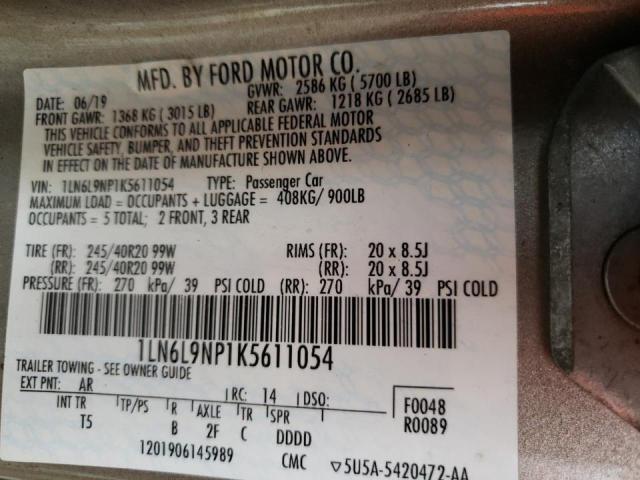 MFD. BY FORD MOTOR CO.
DATE: 06/19 GVWR: 2586 KG ( 5700 LB)
FRONT GAWR: 1368 KG ( 3015 LB) REAR GAWR: 1218 KG ( 2685 LB)
THIS VEHICLE CONFORMS TO ALL APPLICABLE FEDERAL MOTOR
VEHICLE SAFETY, BUMPER, AND THEFT PREVENTION STANDARDS
IN EFFECT ON THE DATE OF MANUFACTURE SHOWN ABOVE.
VIN: 1LN6L9NP1K5611054 TYPE: Passenger Car
MAXIMUM LOAD = OCCUPANTS + LUGGAGE = 408KG/ 900LB
OCCUPANTS = 5 TOTAL; 2 FRONT, 3 REAR
TIRE (FR): 245/40R20 99W RIMS (FR): 20 x 8.5J
(RR): 245/40R20 99W (RR): 20 x 8.5J
PRESSURE (FR): 270 kPa/ 39 PSI COLD (RR): 270 kPa/ 39 PSI COLD
1LN6L9NP1K5611054
TRAILER TOWING - SEE OWNER GUIDE
EXT PNT: AR RC: 14 DSO: F0048
INT TR TP/PS R AXLE TR SPR R0089
T5 B 2F C DDDD
1201906145989 CMC ▽5U5A-5420472-AA